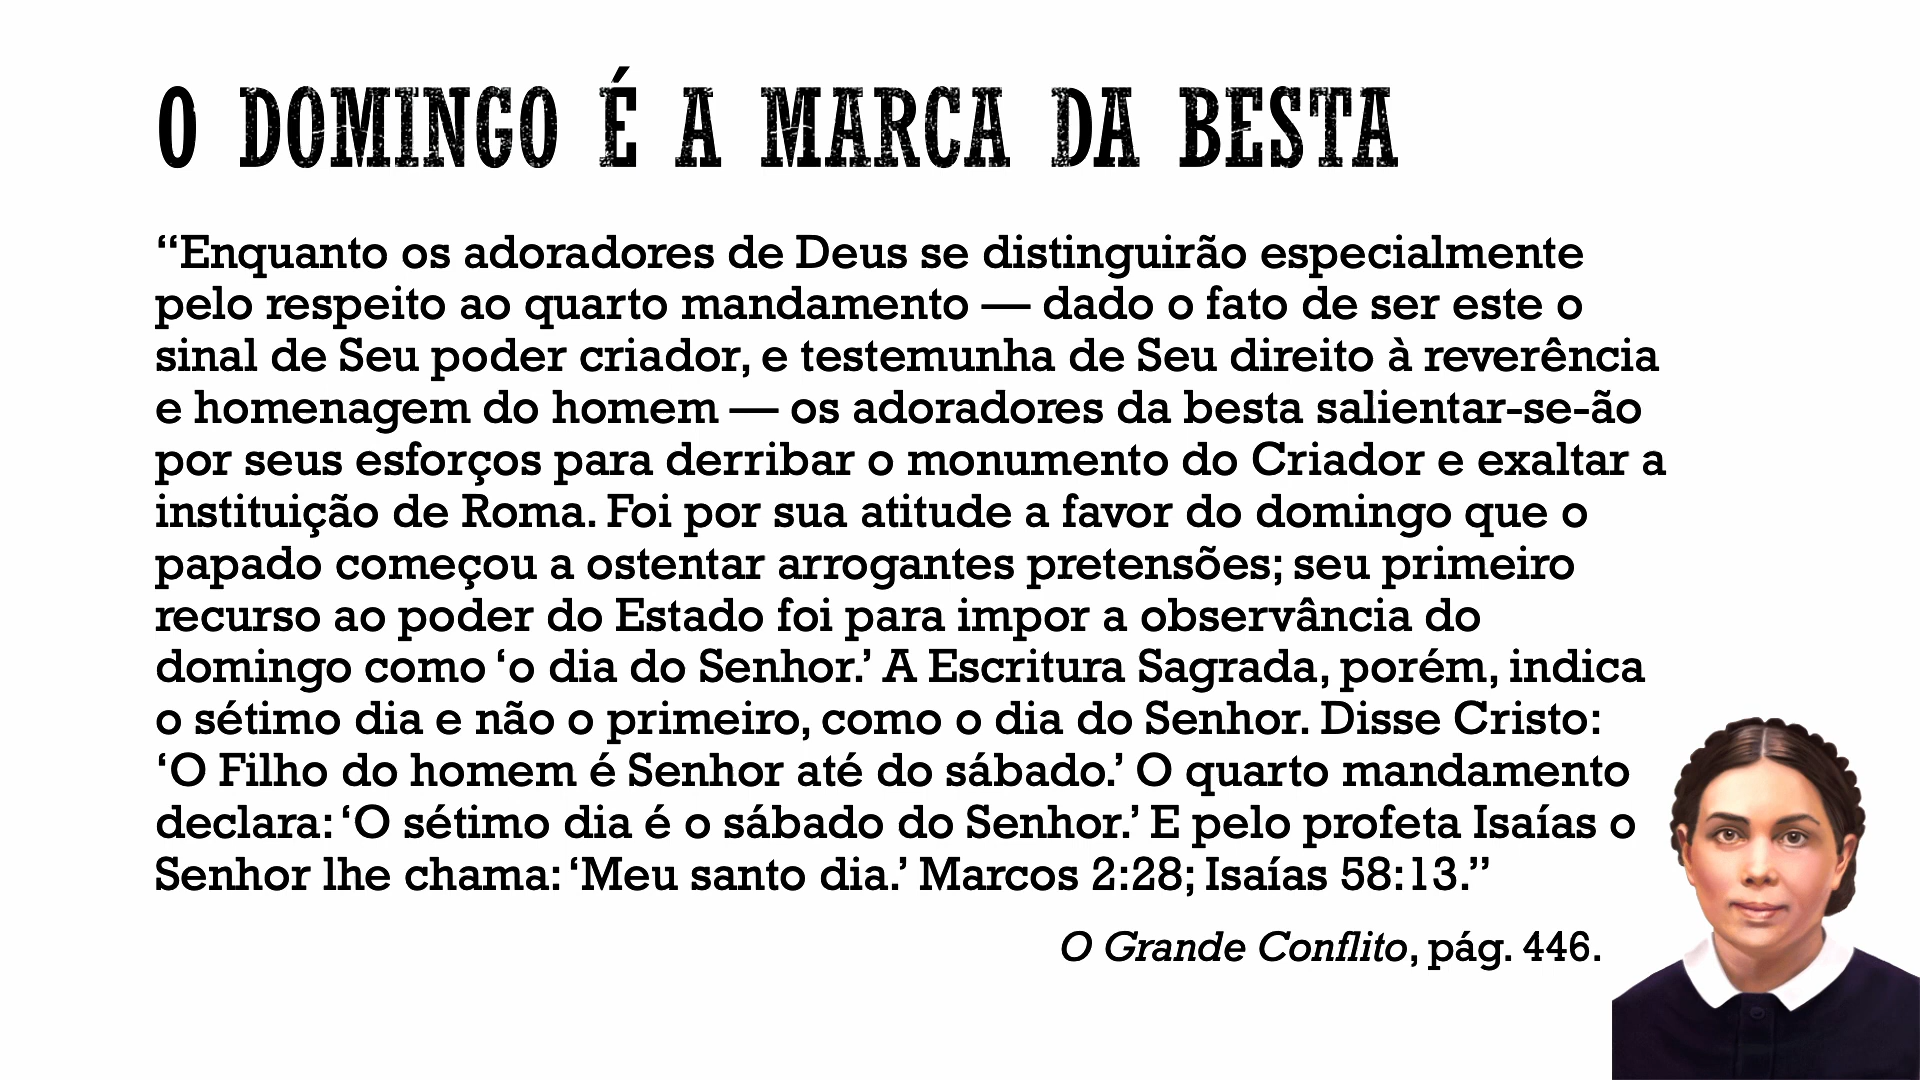 O DOMINGO É A MARCA DA BESTA
“Enquanto os adoradores de Deus se distinguirão especialmente
pelo respeito ao quarto mandamento — dado o fato de ser este o
sinal de Seu poder criador, e testemunha de Seu direito à reverência
e homenagem do homem — os adoradores da besta salientar-se-ão
por seus esforços para derribar o monumento do Criador e exaltar a
instituição de Roma. Foi por sua atitude a favor do domingo que o
papado começou a ostentar arrogantes pretensões; seu primeiro
recurso ao poder do Estado foi para impor a observância do
domingo como ‘o dia do Senhor.’ A Escritura Sagrada, porém, indica
o sétimo dia e não o primeiro, como o dia do Senhor. Disse Cristo:
‘O Filho do homem é Senhor até do sábado.’ O quarto mandamento
declara: ‘O sétimo dia é o sábado do Senhor.’ E pelo profeta Isaías o
Senhor lhe chama: ‘Meu santo dia.’ Marcos 2:28; Isaías 58:13.”
O Grande Conflito, pág. 446.